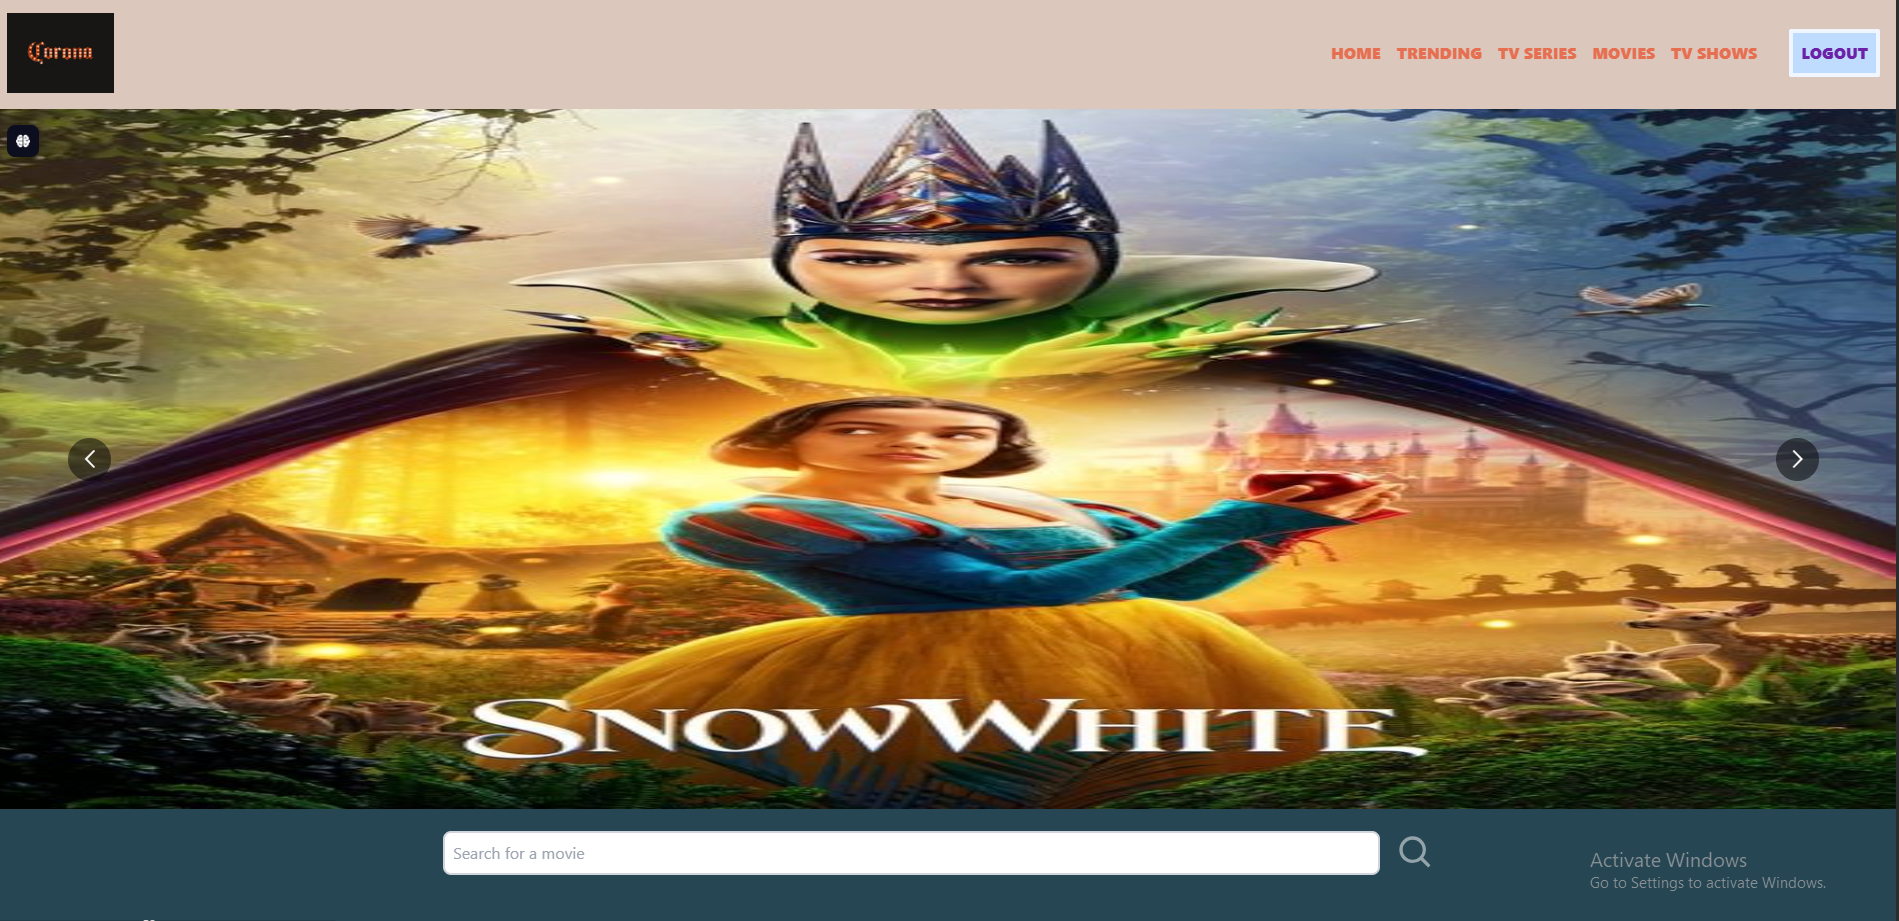 Corona
HOME TRENDING TV SERIES MOVIES TV SHOWS LOGOUT
SNOW WHITE
Search for a movie
Activate Windows
Go to Settings to activate Windows.